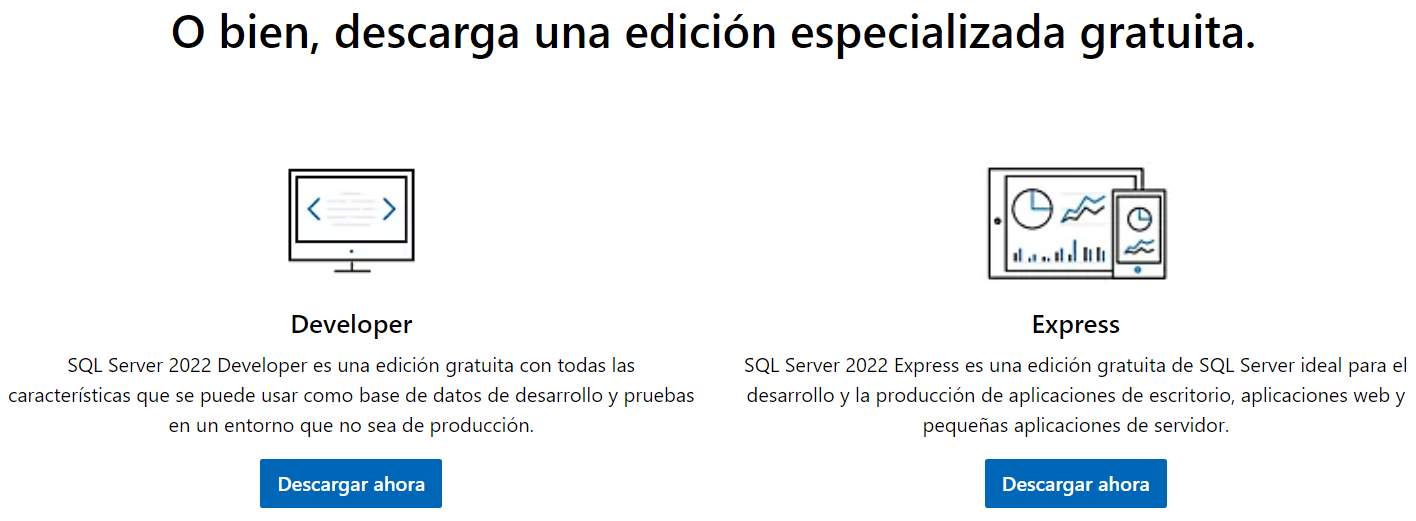 O bien, descarga una edición especializada gratuita.
Developer
SQL Server 2022 Developer es una edición gratuita con todas las
características que se puede usar como base de datos de desarrollo y pruebas
en un entorno que no sea de producción.
Descargar ahora
Express
SQL Server 2022 Express es una edición gratuita de SQL Server ideal para el
desarrollo y la producción de aplicaciones de escritorio, aplicaciones web y
pequeñas aplicaciones de servidor.
Descargar ahora